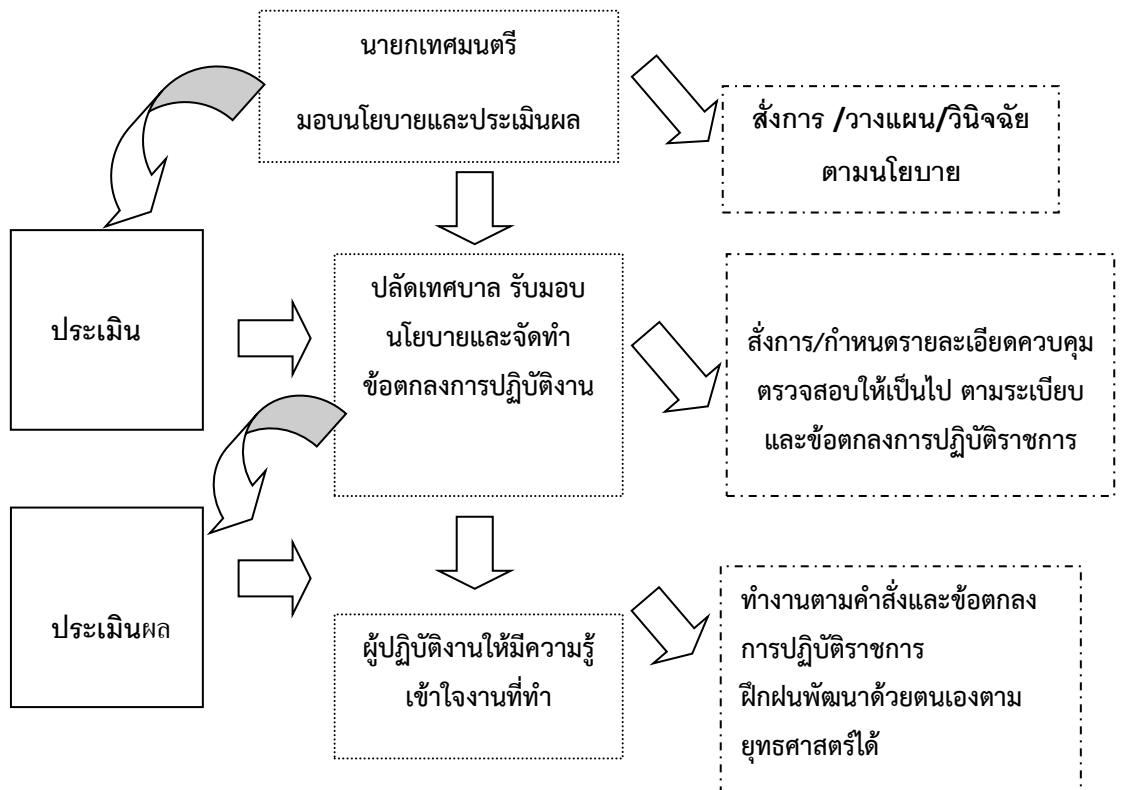 นายกเทศมนตรี
มอบนโยบายและประเมินผล
สั่งการ /วางแผน/วินิจฉัย
ตามนโยบาย
ประเมิน
ปลัดเทศบาล รับมอบ
นโยบายและจัดทำ
ข้อตกลงการปฏิบัติงาน
สั่งการ/กำหนดรายละเอียดควบคุม
ตรวจสอบให้เป็นไป ตามระเบียบ
และข้อตกลงการปฏิบัติราชการ
ประเมินผล
ผู้ปฏิบัติงานให้มีความรู้
เข้าใจงานที่ทำ
ทำงานตามคำสั่งและข้อตกลง
การปฏิบัติราชการ
ฝึกฝนพัฒนาด้วยตนเองตาม
ยุทธศาสตร์ได้